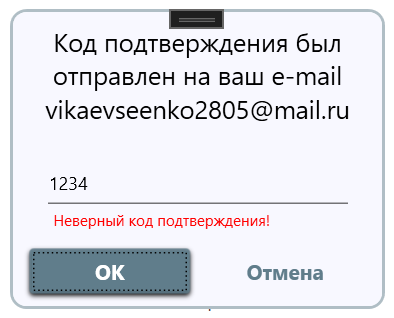 Код подтверждения был
отправлен на ваш e-mail
vikaevseenko2805@mail.ru
1234
Неверный код подтверждения!
OK
Отмена